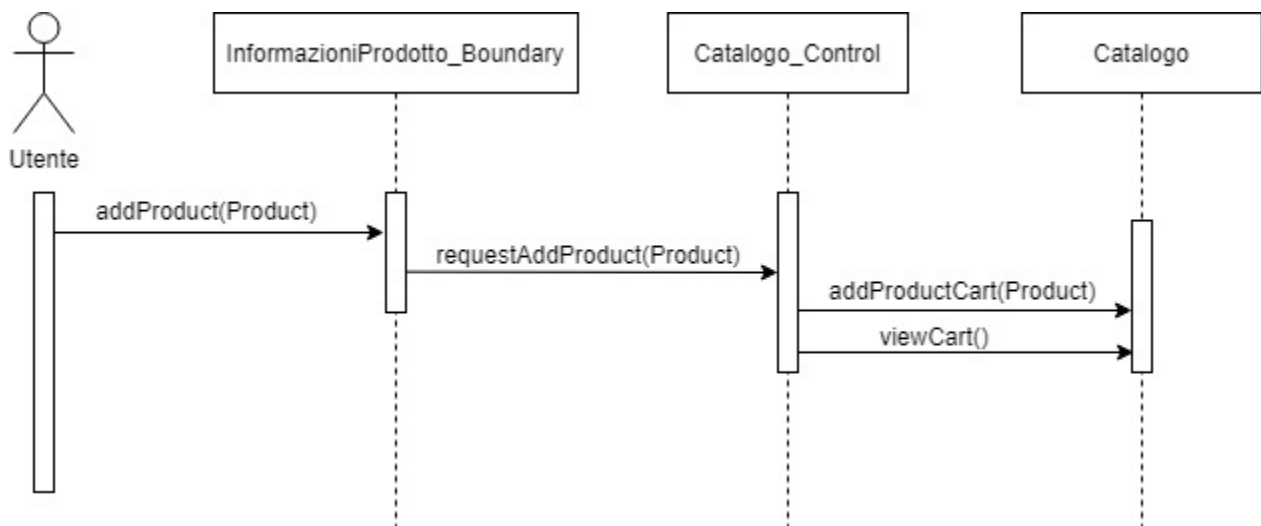 InformazioniProdotto_Boundary
Catalogo_Control
Catalogo
Utente
addProduct(Product)
requestAddProduct(Product)
addProductCart(Product)
viewCart()